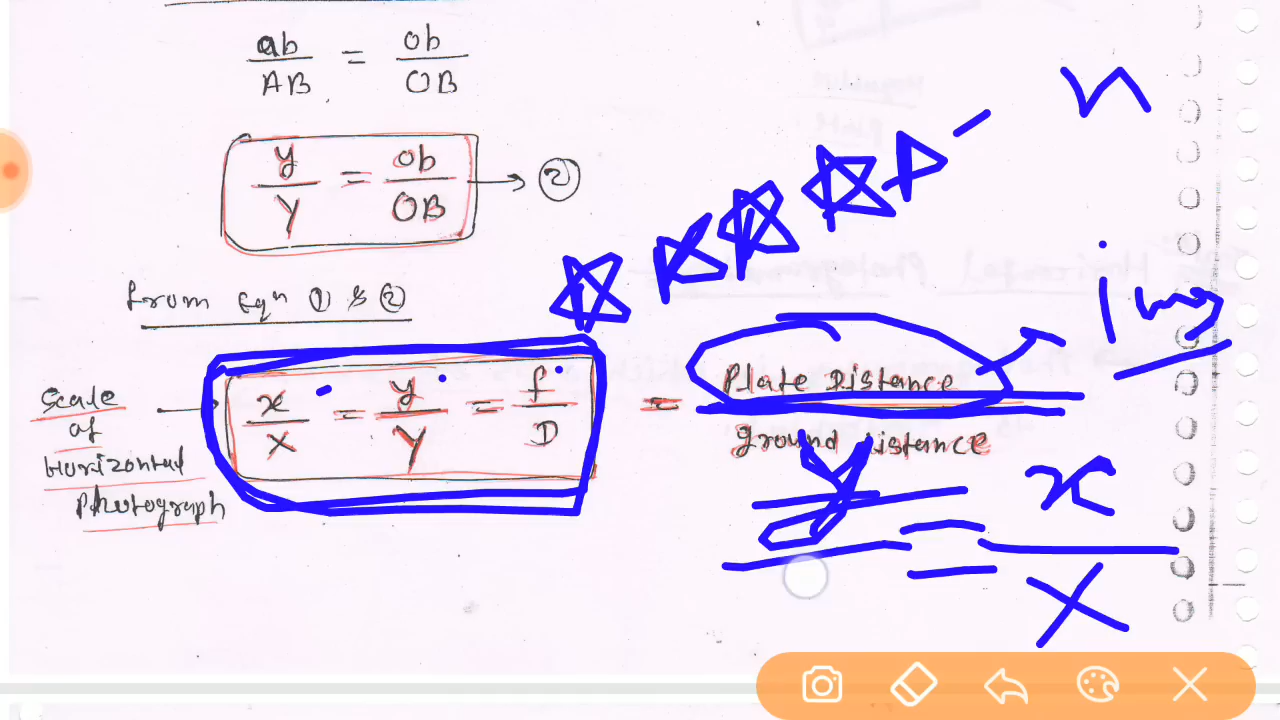 ab/AB = ob/OB
y/Y = ob/OB → ②
from Eqn ① & ②
Scale of Horizontal Photograph → x/X = y/Y = f/D = Plate Distance/ground distance
imp
y = x/X